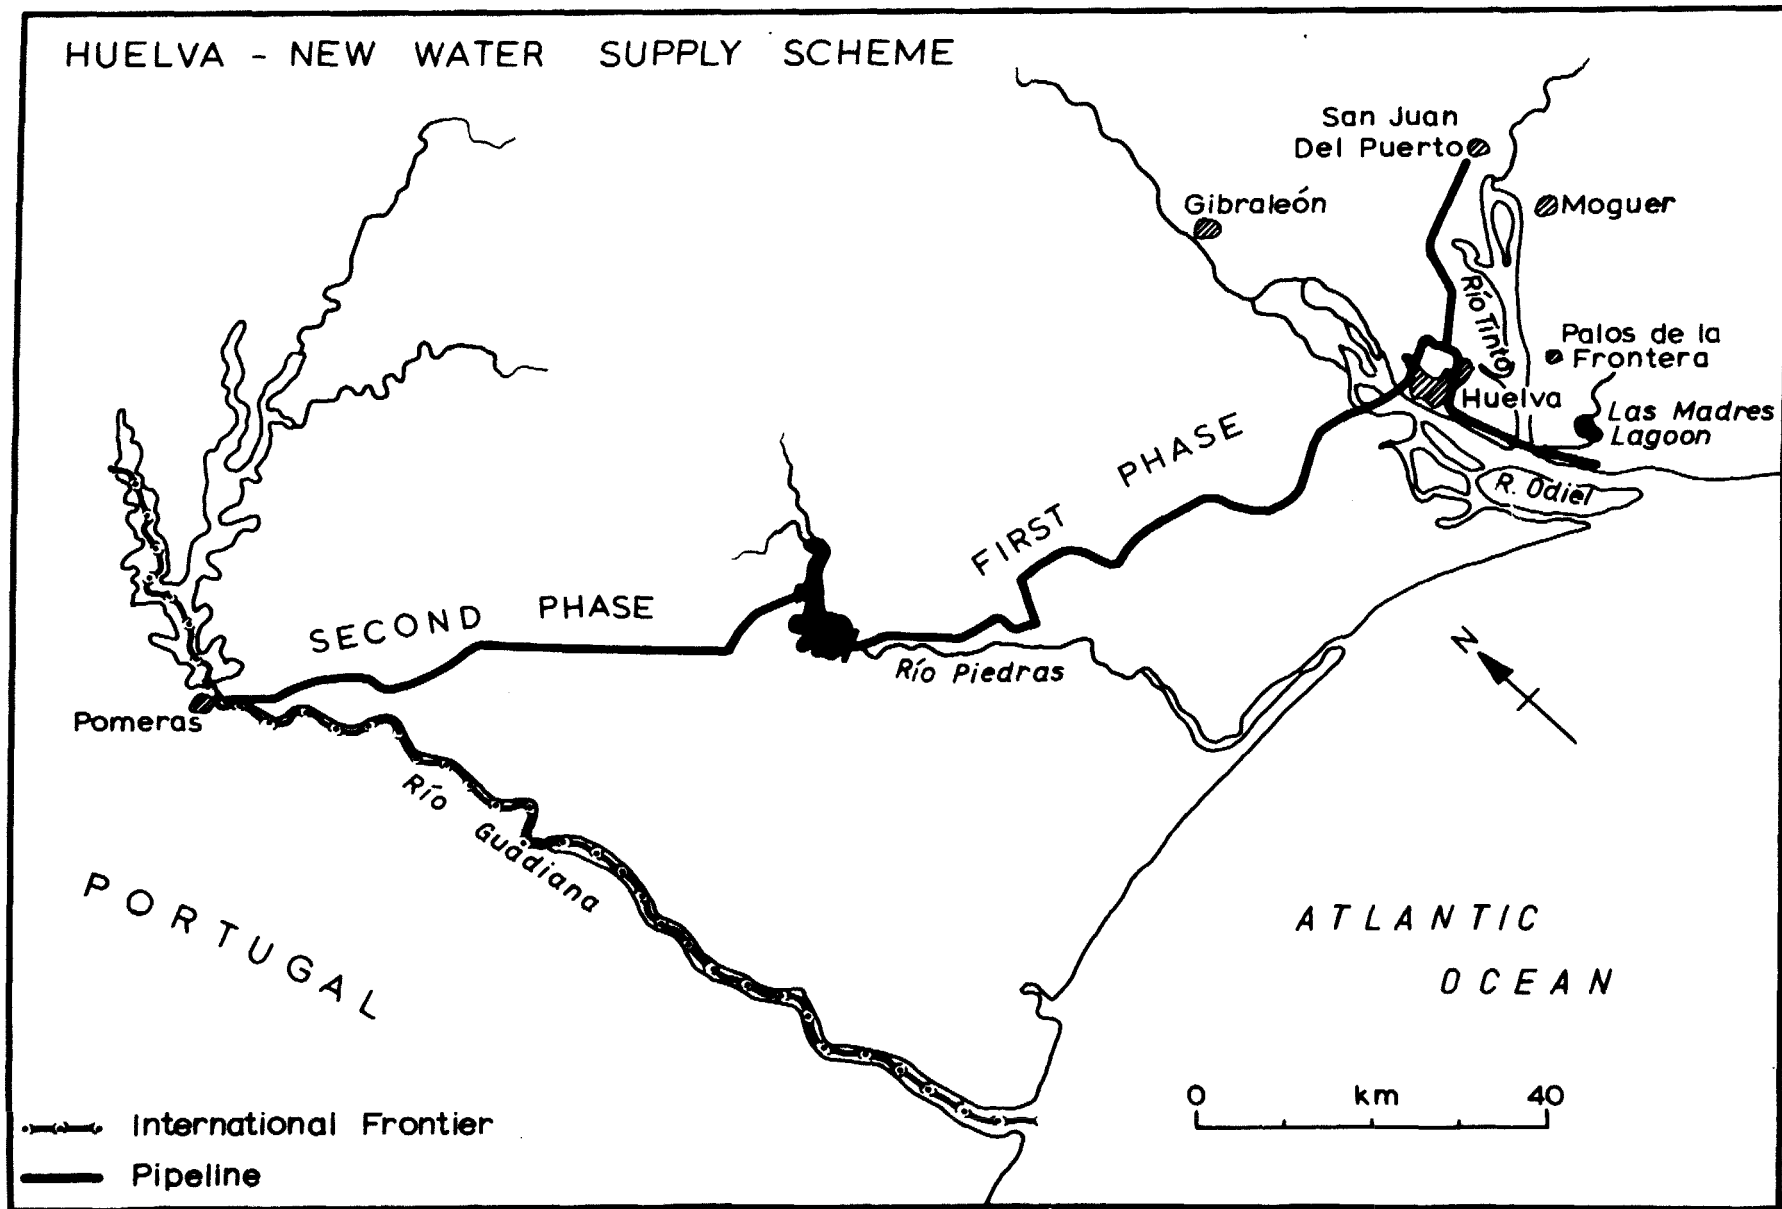 HUELVA - NEW WATER SUPPLY SCHEME
San Juan
Del Puerto
Gibraleón
Moguer
Río Tinto
Palos de la
Frontera
Huelva
Las Madres
Lagoon
R. Odiel
FIRST PHASE
SECOND PHASE
Río Piedras
N
Pomeras
Río Guadiana
PORTUGAL
ATLANTIC
OCEAN
0 km 40
International Frontier
Pipeline